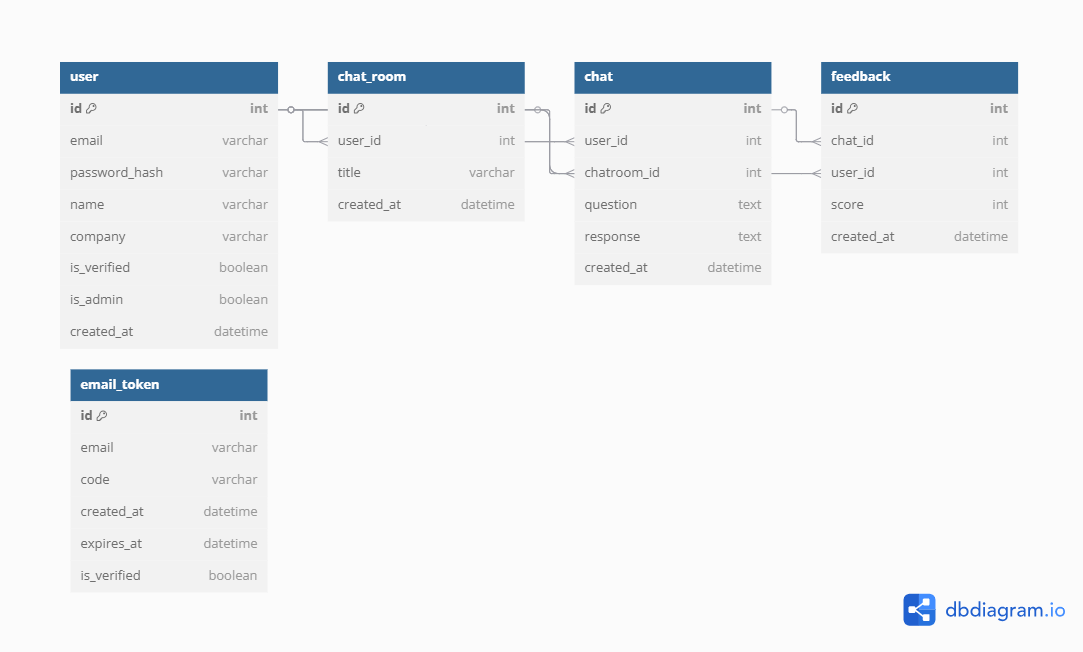 user
id int
email varchar
password_hash varchar
name varchar
company varchar
is_verified boolean
is_admin boolean
created_at datetime
chat_room
id int
user_id int
title varchar
created_at datetime
chat
id int
user_id int
chatroom_id int
question text
response text
created_at datetime
feedback
id int
chat_id int
user_id int
score int
created_at datetime
email_token
id int
email varchar
code varchar
created_at datetime
expires_at datetime
is_verified boolean
dbdiagram.io